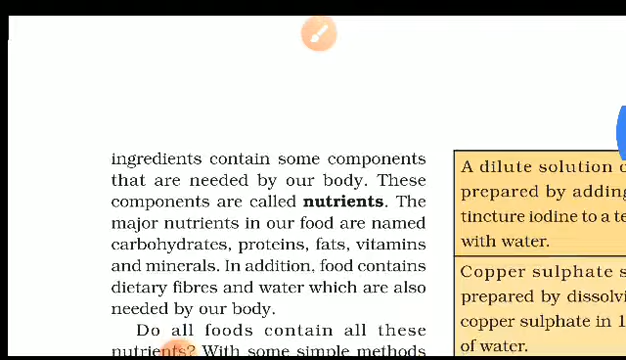 ingredients contain some components
that are needed by our body. These
components are called nutrients. The
major nutrients in our food are named
carbohydrates, proteins, fats, vitamins
and minerals. In addition, food contains
dietary fibres and water which are also
needed by our body.
Do all foods contain all these
nutrients? With some simple methods
A dilute solution
prepared by adding
tincture iodine to a
with water.
Copper sulphate
prepared by
copper sulphate in
of water.